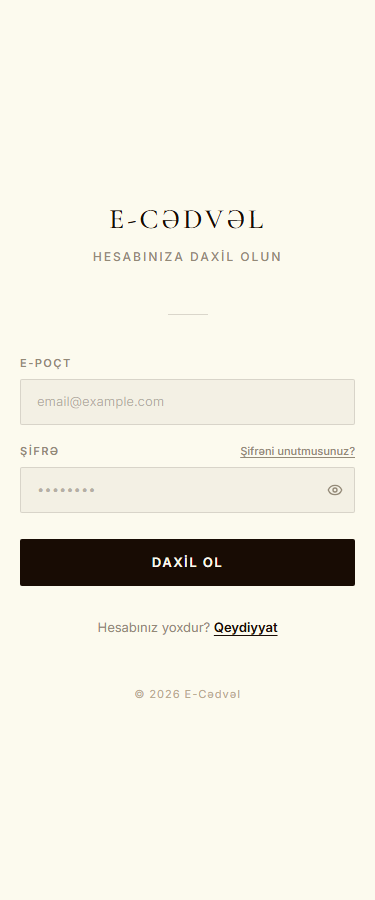 E-CƏDVƏL
HESABINIZA DAXİL OLUN
E-POÇT
email@example.com
ŞİFRƏ Şifrəni unutmusunuz?
••••••••
DAXİL OL
Hesabınız yoxdur? Qeydiyyat
© 2026 E-Cədvəl